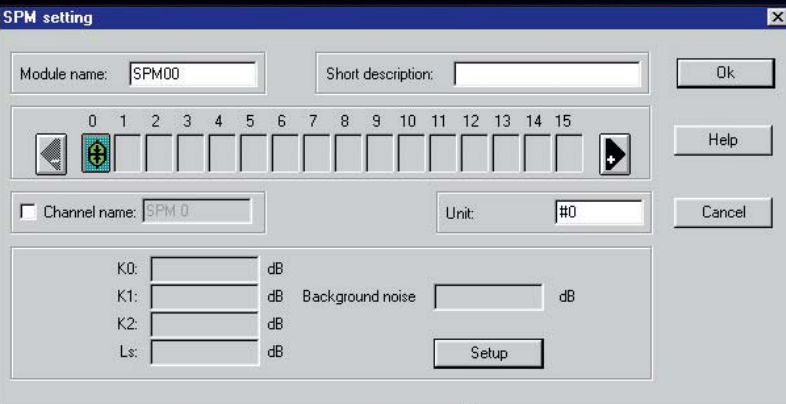 SPM setting
Module name: SPM00 Short description: Ok
0 1 2 3 4 5 6 7 8 9 10 11 12 13 14 15
+ Help
Channel name: SPM 0 Unit: #0 Cancel
K0: dB
K1: dB Background noise dB
K2: dB
Ls: dB Setup